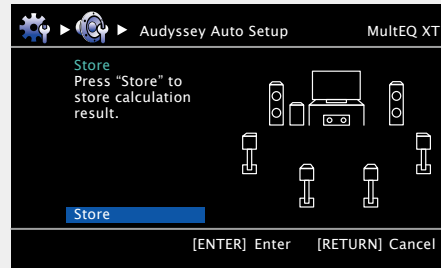 Audyssey Auto Setup MultEQ XT
Store
Press “Store” to
store calculation
result.
Store
[ENTER] Enter [RETURN] Cancel